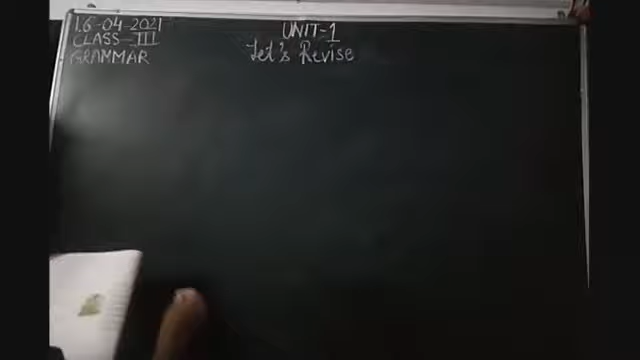 16-04-2021
CLASS-III
GRAMMAR
UNIT-1
Let's Revise